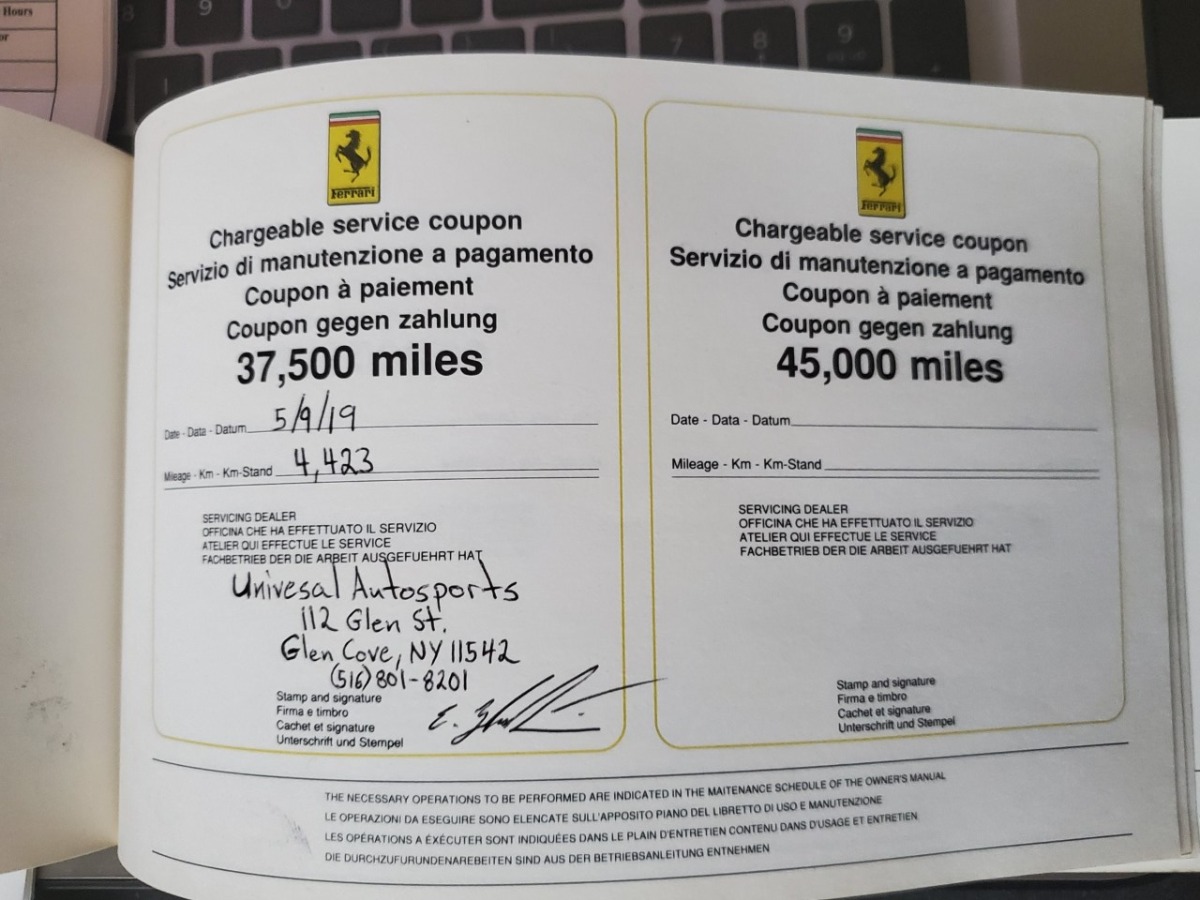 Hours
or
9
7
8
9
Ferrari
Chargeable service coupon
Servizio di manutenzione a pagamento
Coupon à paiement
Coupon gegen zahlung
37,500 miles
Date - Data - Datum 5/9/19
Mileage - Km - Km-Stand 4,423
SERVICING DEALER
OFFICINA CHE HA EFFETTUATO IL SERVIZIO
ATELIER QUI EFFECTUE LE SERVICE
FACHBETRIEB DER DIE ARBEIT AUSGEFUEHRT HAT
Univesal Autosports
112 Glen St.
Glen Cove, NY 11542
(516)801-8201
Stamp and signature
Firma e timbro
Cachet et signature
Unterschrift und Stempel
E.
Ferrari
Chargeable service coupon
Servizio di manutenzione a pagamento
Coupon à paiement
Coupon gegen zahlung
45,000 miles
Date - Data - Datum
Mileage - Km - Km-Stand
SERVICING DEALER
OFFICINA CHE HA EFFETTUATO IL SERVIZIO
ATELIER QUI EFFECTUE LE SERVICE
FACHBETRIEB DER DIE ARBEIT AUSGEFUEHRT HAT
Stamp and signature
Firma e timbro
Cachet et signature
Unterschrift und Stempel
THE NECESSARY OPERATIONS TO BE PERFORMED ARE INDICATED IN THE MAITENANCE SCHEDULE OF THE OWNER'S MANUAL
LE OPERAZIONI DA ESEGUIRE SONO ELENCATE SULL'APPOSITO PIANO DEL LIBRETTO DI USO E MANUTENZIONE
LES OPÉRATIONS A ÉXÉCUTER SONT INDIQUÉES DANS LE PLAIN D'ENTRETIEN CONTENU DANS D'USAGE ET ENTRETIEN
DIE DURCHZUFURUNDENAREBEITEN SIND AUS DER BETRIEBSANLEITUNG ENTNEHMEN